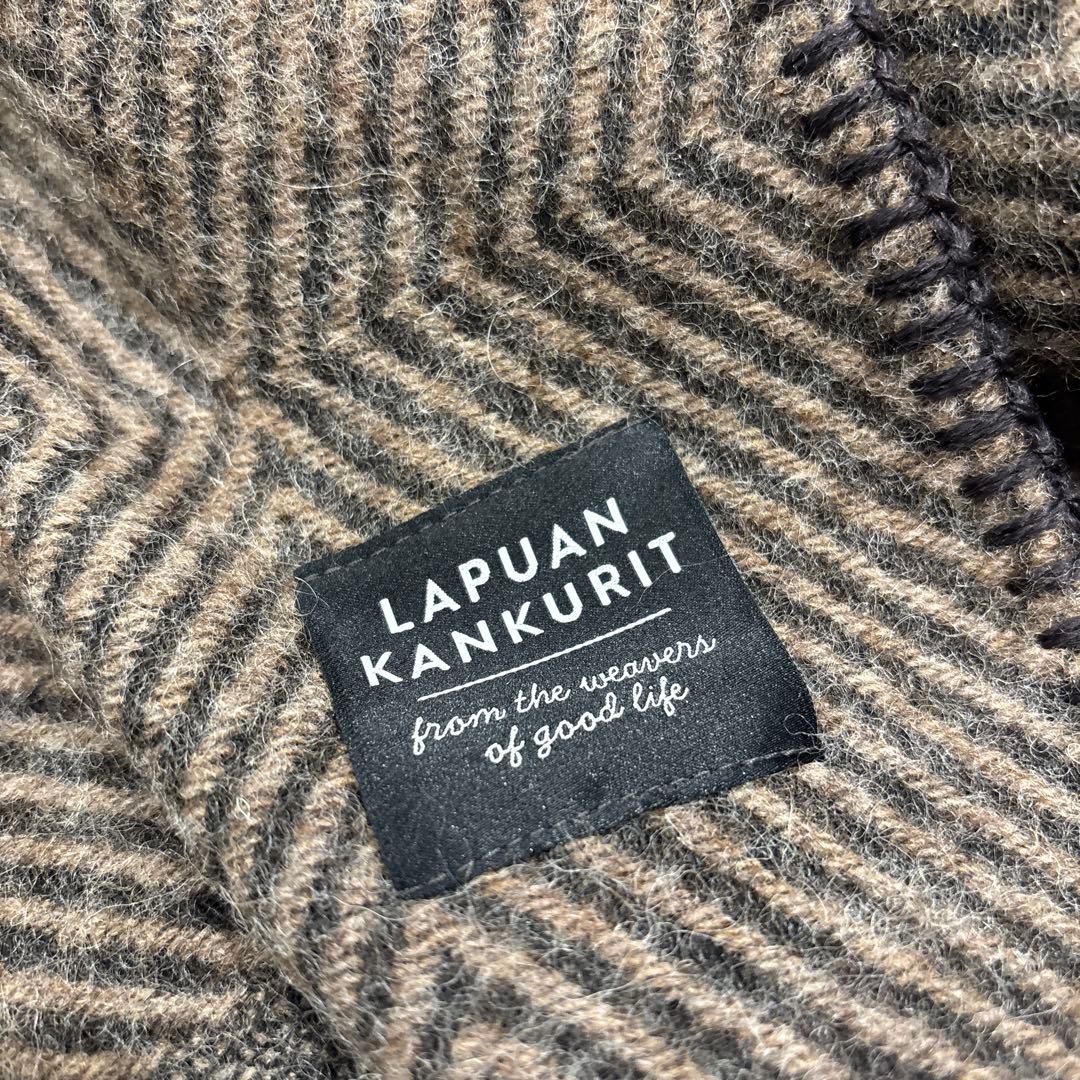 LAPUAN
KANKURIT
from the weavers
of good life